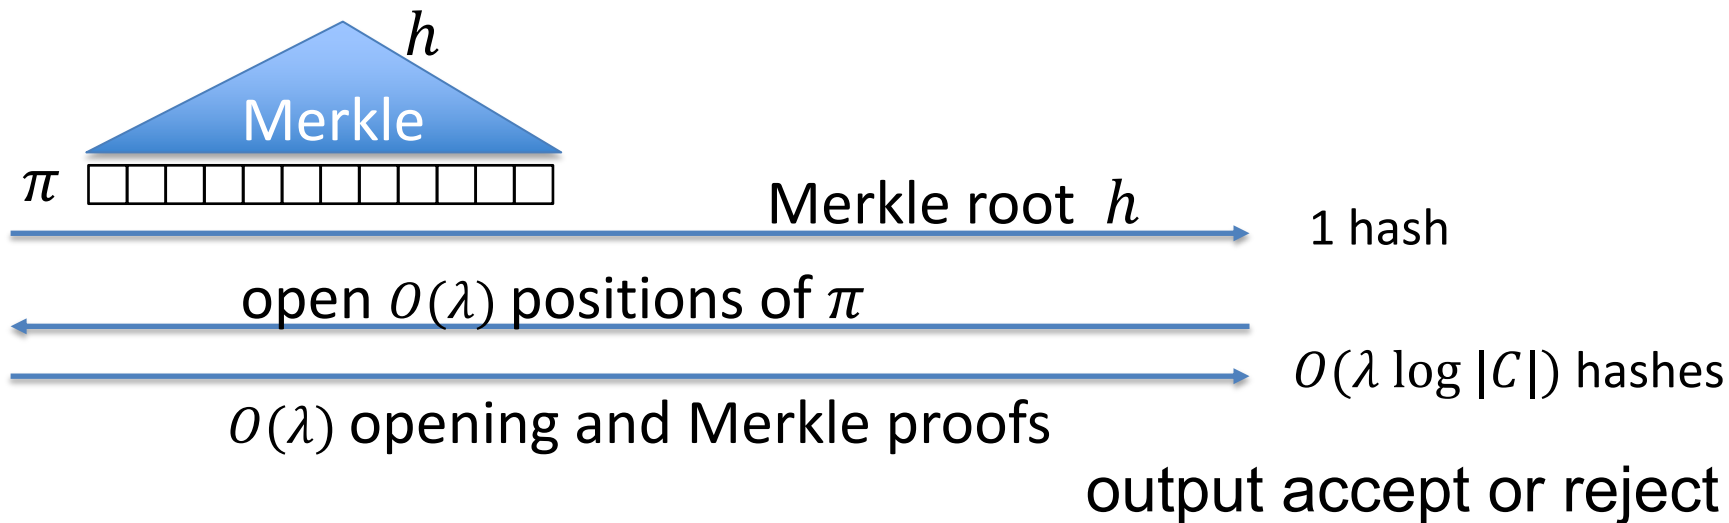 h
Merkle
π
Merkle root h
1 hash
open O(λ) positions of π
O(λ log |C|) hashes
O(λ) opening and Merkle proofs
output accept or reject